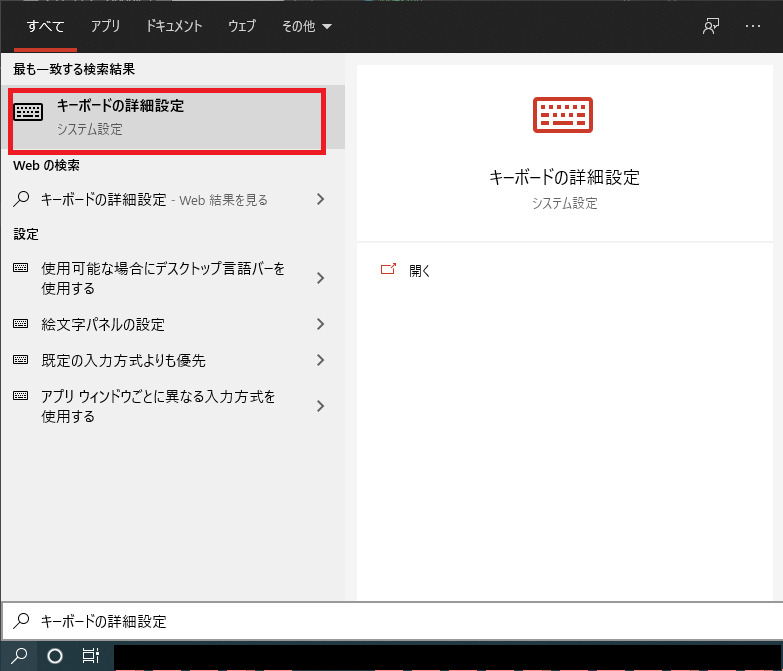 すべて アプリ ドキュメント ウェブ その他
最も一致する検索結果
キーボードの詳細設定
システム設定
Web の検索
キーボードの詳細設定 - Web 結果を見る
設定
使用可能な場合にデスクトップ言語バーを
使用する
絵文字パネルの設定
既定の入力方式よりも優先
アプリ ウィンドウごとに異なる入力方式を
使用する
キーボードの詳細設定
システム設定
開く
キーボードの詳細設定